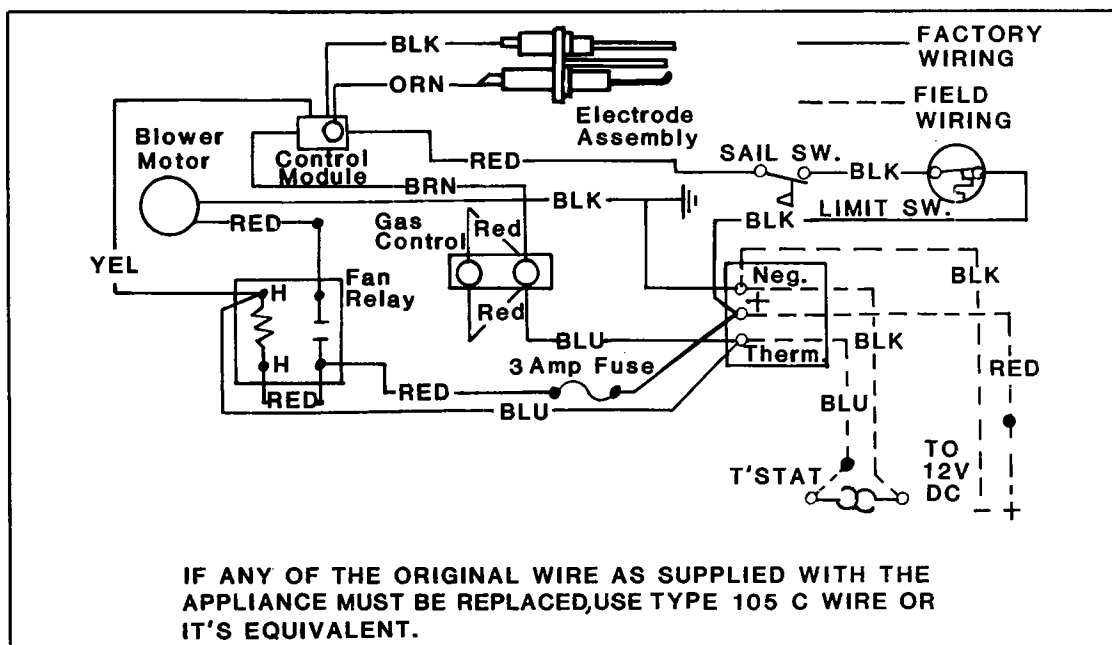 FACTORY
WIRING
FIELD
WIRING
BLK
ORN
Electrode
Assembly
Blower
Motor
Control
Module
RED
SAIL SW.
BLK
LIMIT SW.
BRN
BLK
BLK
RED
Gas
Control
Red
Red
YEL
H
H
Fan
Relay
RED
Neg.
+
Therm.
BLK
BLK
BLU
3 Amp Fuse
RED
BLU
RED
BLU
T'STAT
TO
12V
DC
- +
IF ANY OF THE ORIGINAL WIRE AS SUPPLIED WITH THE
APPLIANCE MUST BE REPLACED,USE TYPE 105 C WIRE OR
IT'S EQUIVALENT.